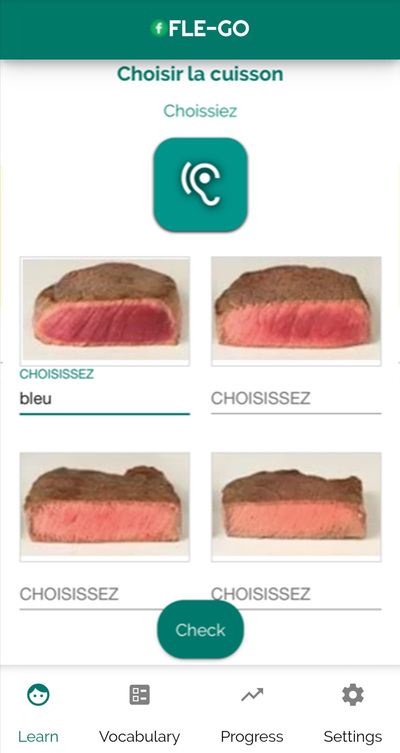 FLE-GO
Choisir la cuisson
Choissiez
CHOISISSEZ
bleu
CHOISISSEZ
CHOISISSEZ
CHOISISSEZ
Check
Learn
Vocabulary
Progress
Settings